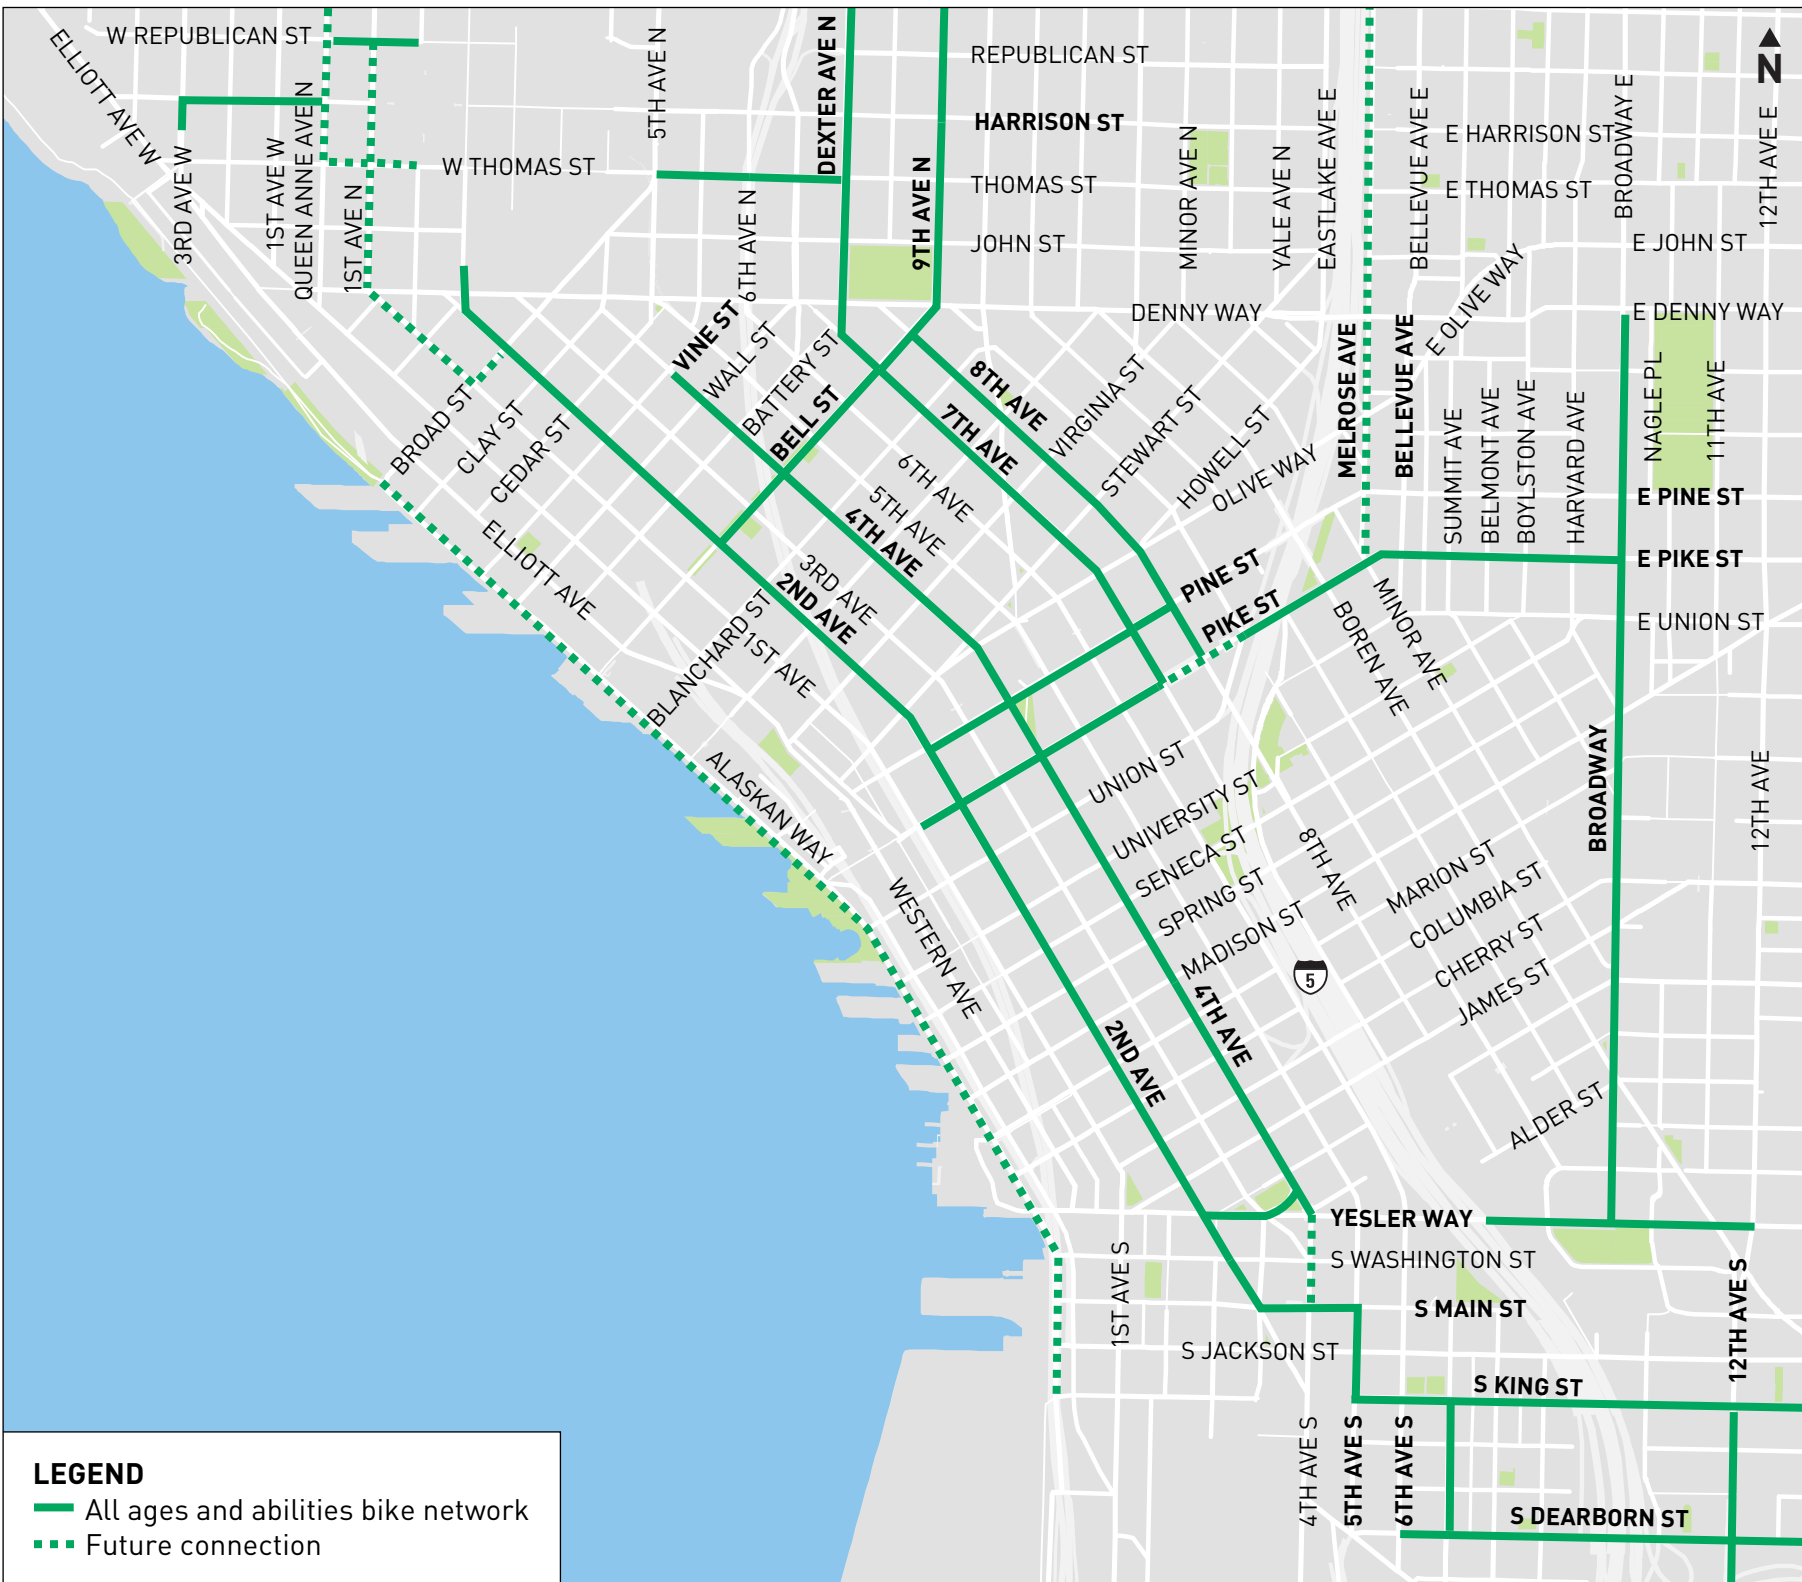 W REPUBLICAN ST
ELLIOTT AVE W
5TH AVE N
DEXTER AVE N
REPUBLICAN ST
N
QUEEN ANNE AVE N
HARRISON ST
EASTLAKE AVE E
BELLEVUE AVE E
E HARRISON ST
BROADWAY E
12TH AVE E
3RD AVE W
1ST AVE W
1ST AVE N
W THOMAS ST
6TH AVE N
9TH AVE N
THOMAS ST
MINOR AVE N
YALE AVE N
E THOMAS ST
JOHN ST
E JOHN ST
DENNY WAY
E OLIVE WAY
E DENNY WAY
VINE ST
WALL ST
BATTERY ST
BELL ST
8TH AVE
7TH AVE
VIRGINIA ST
STEWART ST
HOWELL ST
OLIVE WAY
MELROSE AVE
BELLEVUE AVE
SUMMIT AVE
BELMONT AVE
BOYLSTON AVE
HARVARD AVE
NAGLE PL
11TH AVE
BROAD ST
CLAY ST
CEDAR ST
6TH AVE
5TH AVE
4TH AVE
E PINE ST
ELLIOTT AVE
3RD AVE
2ND AVE
1ST AVE
BLANCHARD ST
PINE ST
PIKE ST
E PIKE ST
MINOR AVE
BOREN AVE
E UNION ST
ALASKAN WAY
UNION ST
UNIVERSITY ST
SENECA ST
SPRING ST
MADISON ST
8TH AVE
MARION ST
COLUMBIA ST
CHERRY ST
JAMES ST
BROADWAY
12TH AVE
WESTERN AVE
5
2ND AVE
4TH AVE
ALDER ST
YESLER WAY
S WASHINGTON ST
1ST AVE S
S MAIN ST
S JACKSON ST
12TH AVE S
S KING ST
4TH AVE S
5TH AVE S
6TH AVE S
S DEARBORN ST
LEGEND
All ages and abilities bike network
Future connection